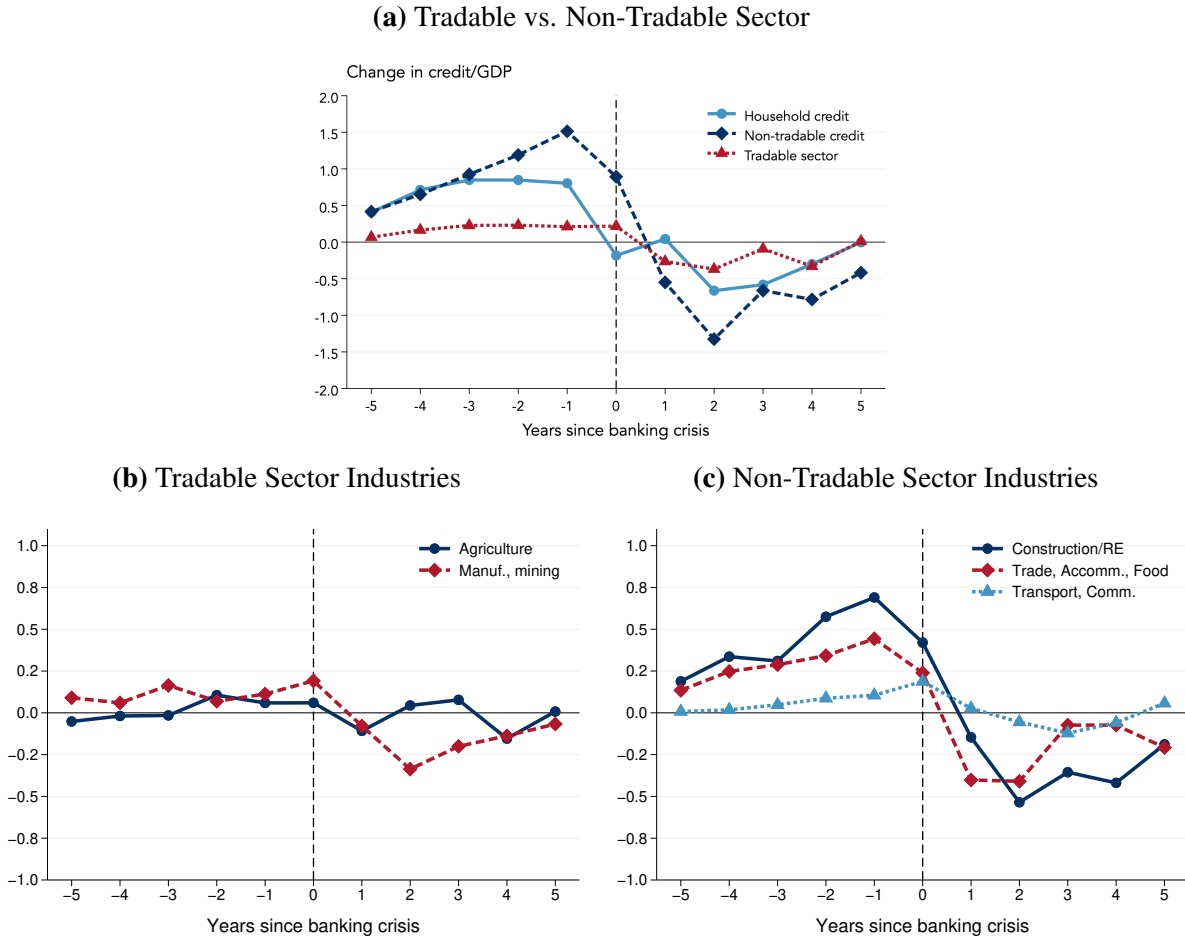 (a) Tradable vs. Non-Tradable Sector
Change in credit/GDP
2.0
1.5
1.0
0.5
0.0
-0.5
-1.0
-1.5
-2.0
Household credit
Non-tradable credit
Tradable sector
-5 -4 -3 -2 -1 0 1 2 3 4 5
Years since banking crisis
(b) Tradable Sector Industries
1.0
0.8
0.5
0.2
0.0
−0.2
−0.5
−0.8
−1.0
Agriculture
Manuf., mining
−5 −4 −3 −2 −1 0 1 2 3 4 5
Years since banking crisis
(c) Non-Tradable Sector Industries
1.0
0.8
0.5
0.2
0.0
−0.2
−0.5
−0.8
−1.0
Construction/RE
Trade, Accomm., Food
Transport, Comm.
−5 −4 −3 −2 −1 0 1 2 3 4 5
Years since banking crisis